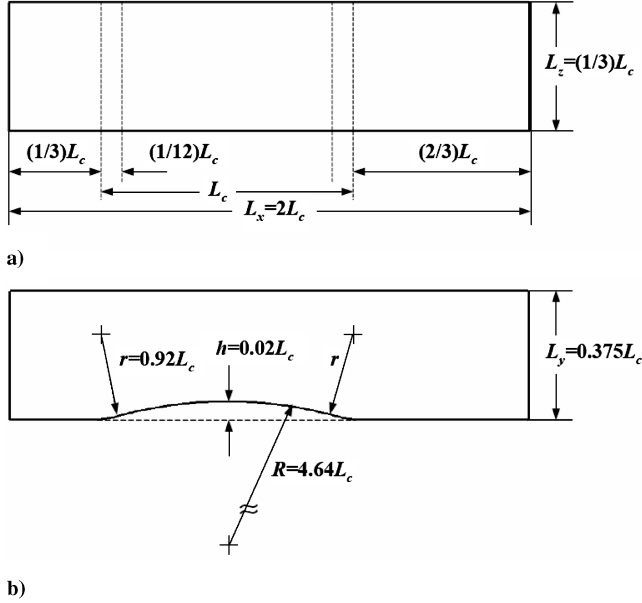 L_z=(1/3)L_c
(1/3)L_c
(1/12)L_c
(2/3)L_c
L_c
L_x=2L_c
a)
r=0.92L_c
h=0.02L_c
r
L_y=0.375L_c
R=4.64L_c
b)